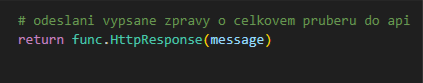 # odeslani vypsane zpravy o celkovem pruberu do api
return func.HttpResponse(message)